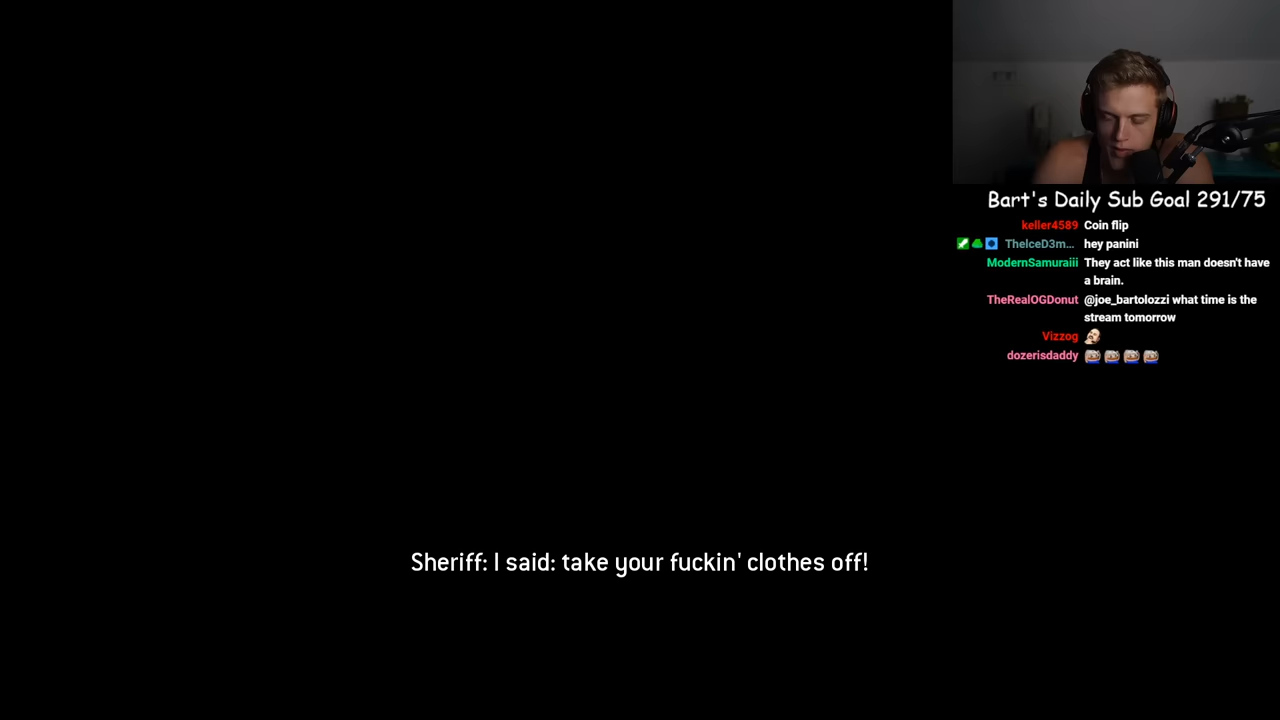 Bart's Daily Sub Goal 291/75
keller4589 Coin flip
TheIceD3m… hey panini
ModernSamuraiii They act like this man doesn't have
a brain.
TheRealOGDonut @joe_bartolozzi what time is the
stream tomorrow
Vizzog
dozerisdaddy
Sheriff: I said: take your fuckin' clothes off!